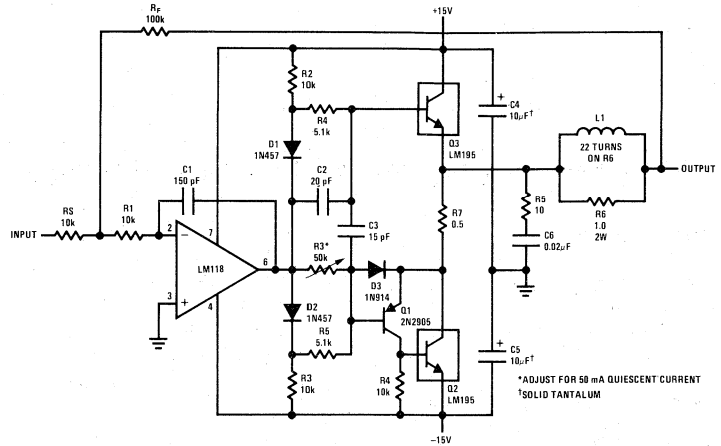 +15V
RF
100k
R2
10k
R4
5.1k
Q3
LM195
C4
10µF†
L1
22 TURNS
ON R6
OUTPUT
D1
1N457
C1
150 pF
C2
20 pF
R5
10
R6
1.0
2W
RS
10k
R1
10k
INPUT
2
7
−
LM118
6
3
+
4
R3*
50k
C3
15 pF
R7
0.5
C6
0.02µF
D3
1N914
D2
1N457
Q1
2N2905
R5
5.1k
R3
10k
R4
10k
Q2
LM195
+
+
C5
10µF†
*ADJUST FOR 50 mA QUIESCENT CURRENT
†SOLID TANTALUM
−15V